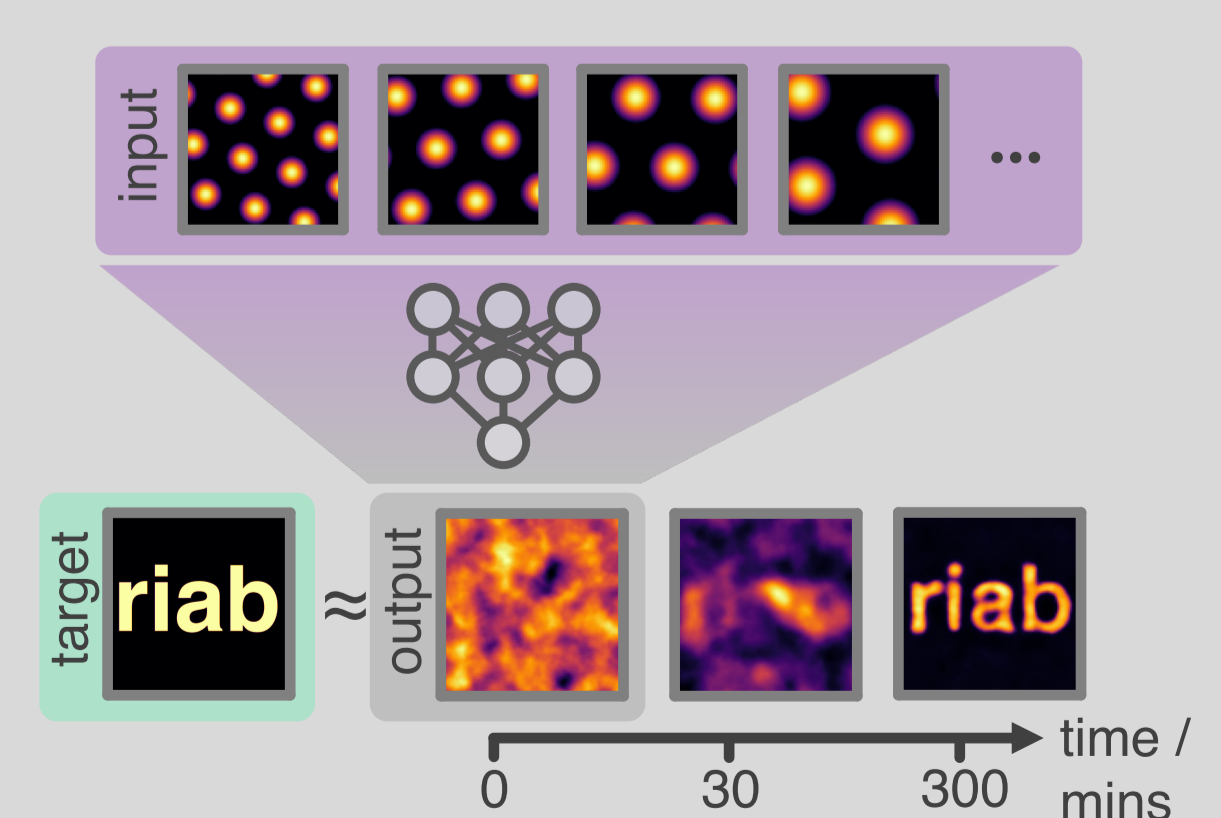 input
...
target
riab
≈
output
riab
0
30
300
time /
mins